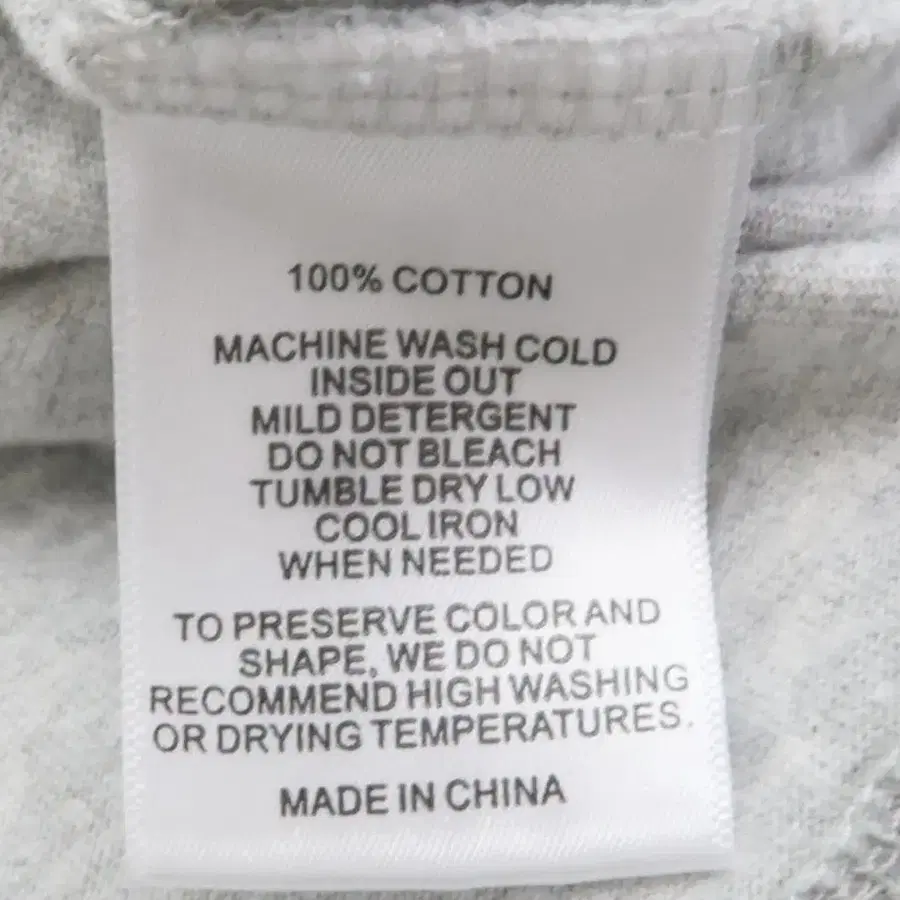 100% COTTON
MACHINE WASH COLD
INSIDE OUT
MILD DETERGENT
DO NOT BLEACH
TUMBLE DRY LOW
COOL IRON
WHEN NEEDED
TO PRESERVE COLOR AND
SHAPE, WE DO NOT
RECOMMEND HIGH WASHING
OR DRYING TEMPERATURES.
MADE IN CHINA